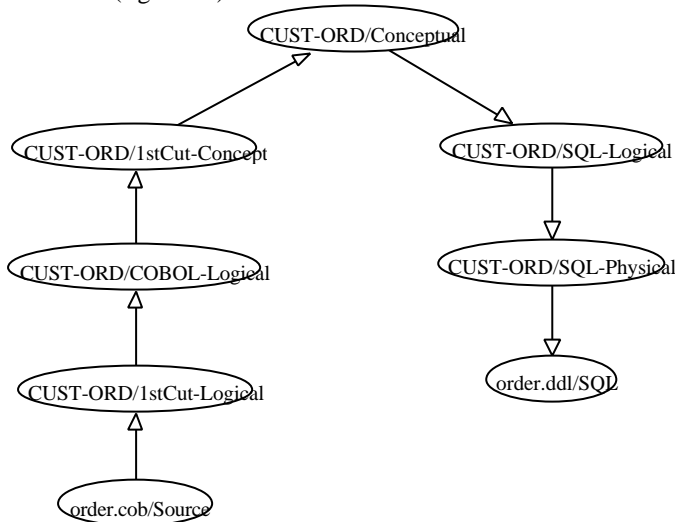 CUST-ORD/Conceptual
CUST-ORD/1stCut-Concept
CUST-ORD/SQL-Logical
CUST-ORD/COBOL-Logical
CUST-ORD/SQL-Physical
CUST-ORD/1stCut-Logical
order.ddl/SQL
order.cob/Source